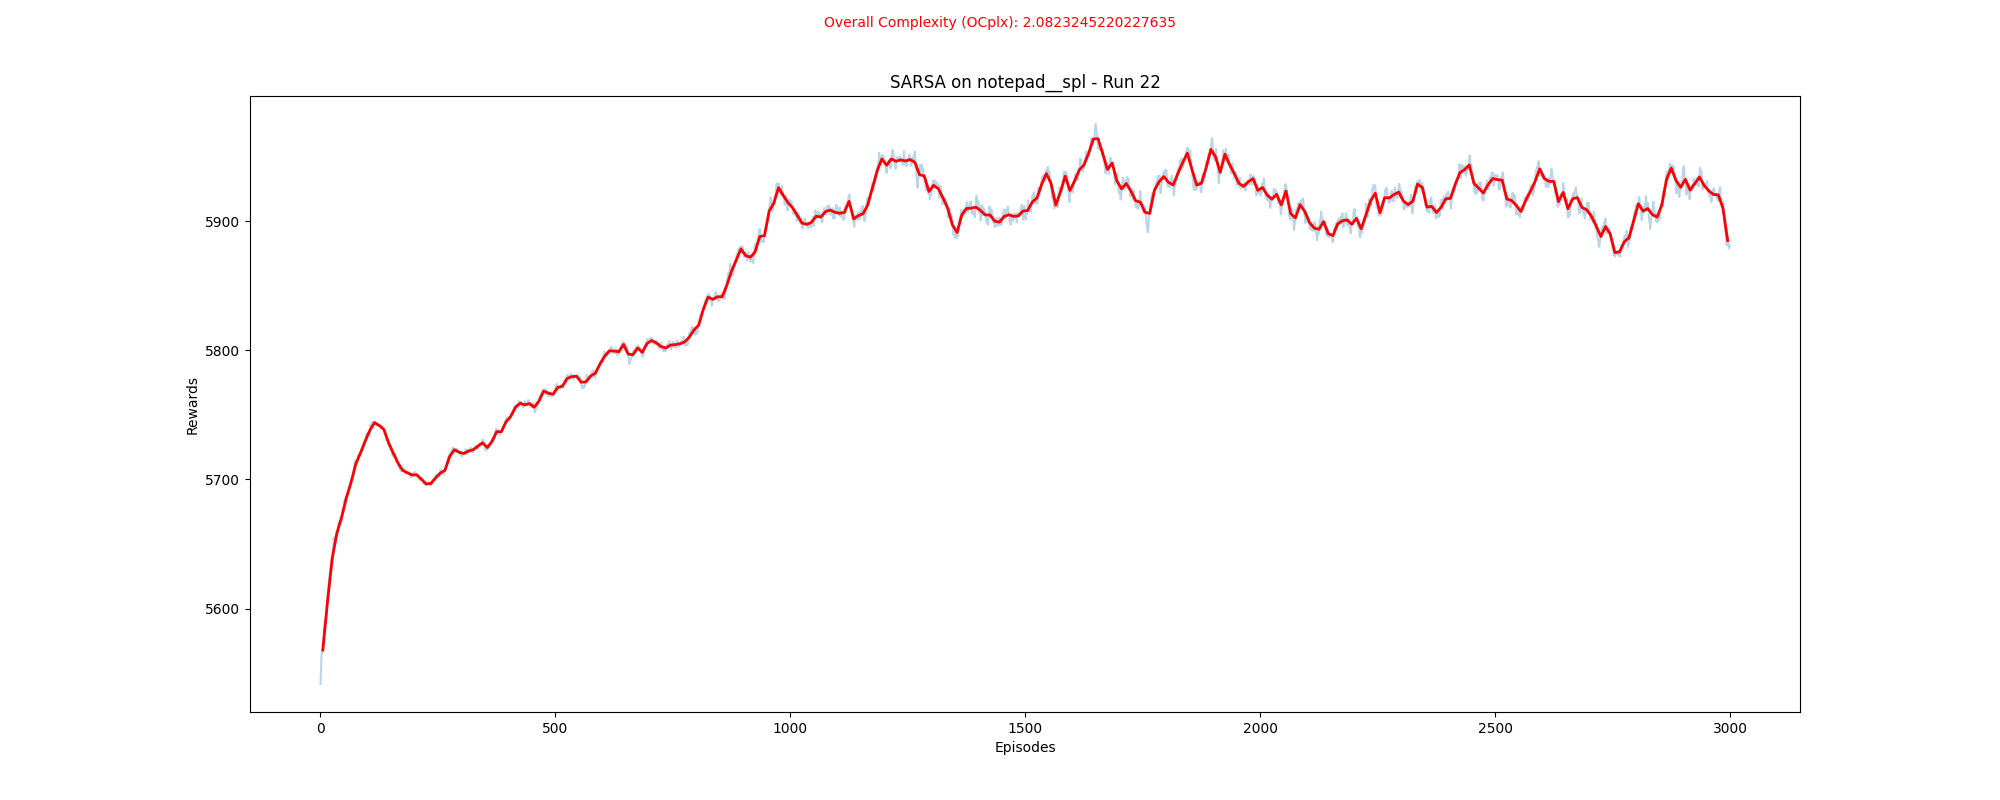 Overall Complexity (OCplx): 2.0823245220227635
SARSA on notepad__spl - Run 22
Rewards
5900
5800
5700
5600
0 500 1000 1500 2000 2500 3000
Episodes